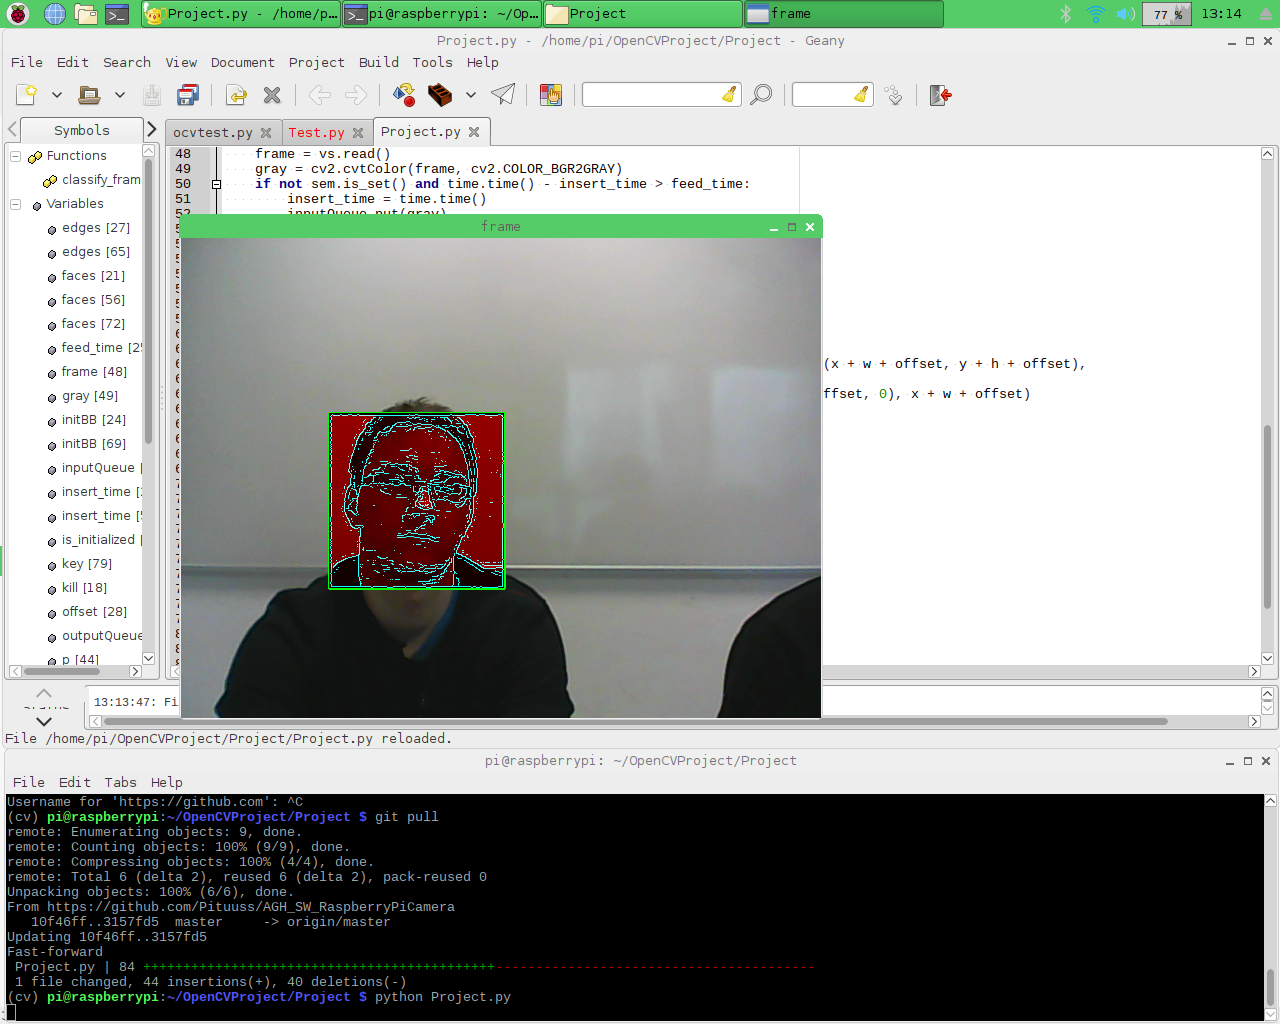 Project.py - /home/p...
pi@raspberrypi: ~/Op...
Project
frame
77 %
13:14
Project.py - /home/pi/OpenCVProject/Project - Geany
File Edit Search View Document Project Build Tools Help
Symbols
ocvtest.py
Test.py
Project.py
Functions
classify_fram
Variables
edges [27]
edges [65]
faces [21]
faces [56]
faces [72]
feed_time [2
frame [48]
gray [49]
initBB [24]
initBB [69]
inputQueue [
insert_time [
insert_time [
is_initialized [
key [79]
kill [18]
offset [28]
outputQueue
p [44]
48 frame = vs.read()
49 gray = cv2.cvtColor(frame, cv2.COLOR_BGR2GRAY)
50 if not sem.is_set() and time.time() - insert_time > feed_time:
51 insert_time = time.time()
52 inputQueue.put(gray)
frame
(x + w + offset, y + h + offset),
ffset, 0), x + w + offset)
13:13:47: Fi
File /home/pi/OpenCVProject/Project/Project.py reloaded.
pi@raspberrypi: ~/OpenCVProject/Project
File Edit Tabs Help
Username for 'https://github.com': ^C
(cv) pi@raspberrypi:~/OpenCVProject/Project $ git pull
remote: Enumerating objects: 9, done.
remote: Counting objects: 100% (9/9), done.
remote: Compressing objects: 100% (4/4), done.
remote: Total 6 (delta 2), reused 6 (delta 2), pack-reused 0
Unpacking objects: 100% (6/6), done.
From https://github.com/Pituuss/AGH_SW_RaspberryPiCamera
10f46ff..3157fd5 master -> origin/master
Updating 10f46ff..3157fd5
Fast-forward
Project.py | 84 ++++++++++++++++++++++++++++++++++++++++++++----------------------------------------
1 file changed, 44 insertions(+), 40 deletions(-)
(cv) pi@raspberrypi:~/OpenCVProject/Project $ python Project.py